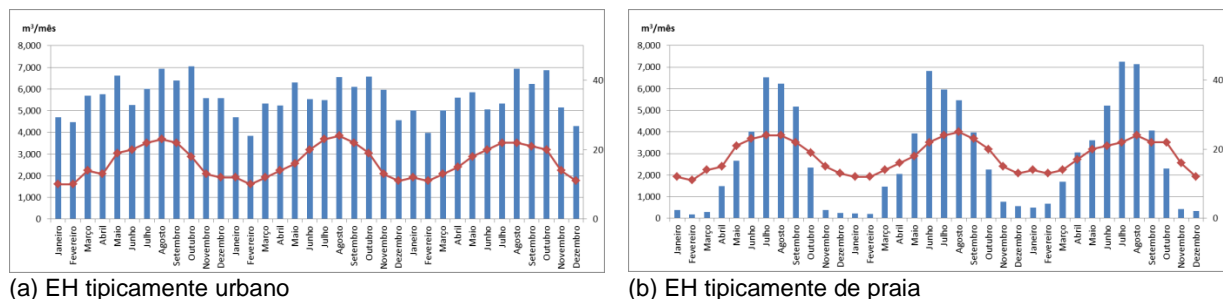 m³/mês
8,000
7,000
6,000
5,000
4,000
3,000
2,000
1,000
0
40
20
0
Janeiro
Fevereiro
Março
Abril
Maio
Junho
Julho
Agosto
Setembro
Outubro
Novembro
Dezembro
Janeiro
Fevereiro
Março
Abril
Maio
Junho
Julho
Agosto
Setembro
Outubro
Novembro
Dezembro
Janeiro
Fevereiro
Março
Abril
Maio
Junho
Julho
Agosto
Setembro
Outubro
Novembro
Dezembro
(a) EH tipicamente urbano
m³/mês
8,000
7,000
6,000
5,000
4,000
3,000
2,000
1,000
0
40
20
0
Janeiro
Fevereiro
Março
Abril
Maio
Junho
Julho
Agosto
Setembro
Outubro
Novembro
Dezembro
Janeiro
Fevereiro
Março
Abril
Maio
Junho
Julho
Agosto
Setembro
Outubro
Novembro
Dezembro
Janeiro
Fevereiro
Março
Abril
Maio
Junho
Julho
Agosto
Setembro
Outubro
Novembro
Dezembro
(b) EH tipicamente de praia